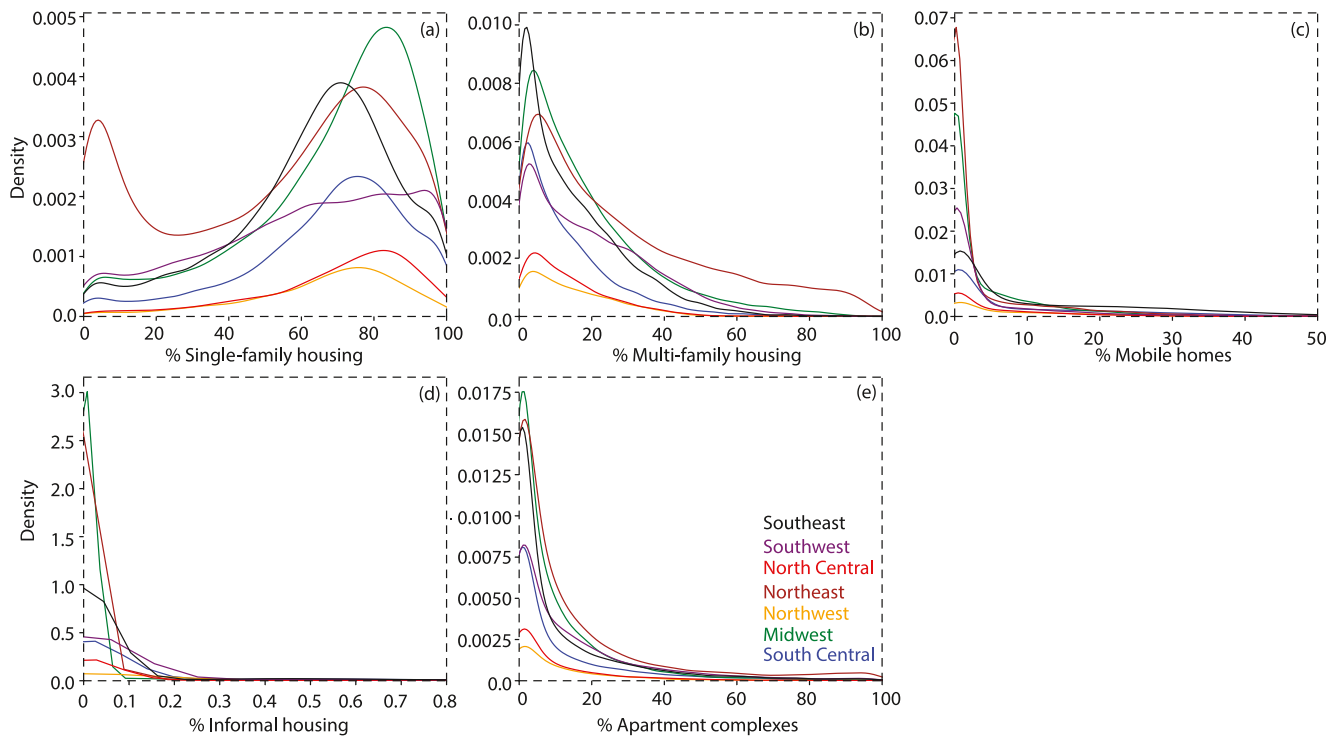 (a)
0.005
0.004
0.003
0.002
0.001
0.0
Density
0 20 40 60 80 100
% Single-family housing
(b)
0.010
0.008
0.006
0.004
0.002
0.0
0 20 40 60 80 100
% Multi-family housing
(c)
0.07
0.06
0.05
0.04
0.03
0.02
0.01
0.0
0 10 20 30 40 50
% Mobile homes
(d)
3.0
2.5
2.0
1.5
1.0
0.5
0.0
Density
0 0.1 0.2 0.3 0.4 0.5 0.6 0.7 0.8
% Informal housing
(e)
0.0175
0.0150
0.0125
0.0100
0.0075
0.0050
0.0025
0.0
0 20 40 60 80 100
% Apartment complexes
Southeast
Southwest
North Central
Northeast
Northwest
Midwest
South Central